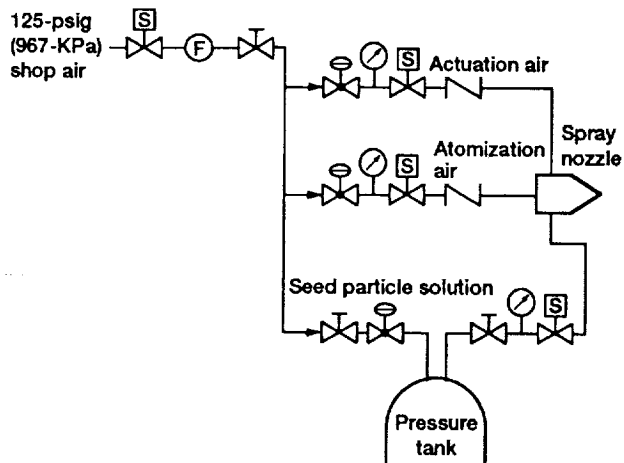 125-psig
(967-KPa)
shop air
S
F
S
Actuation air
Spray
nozzle
Atomization
air
S
Seed particle solution
S
Pressure
tank